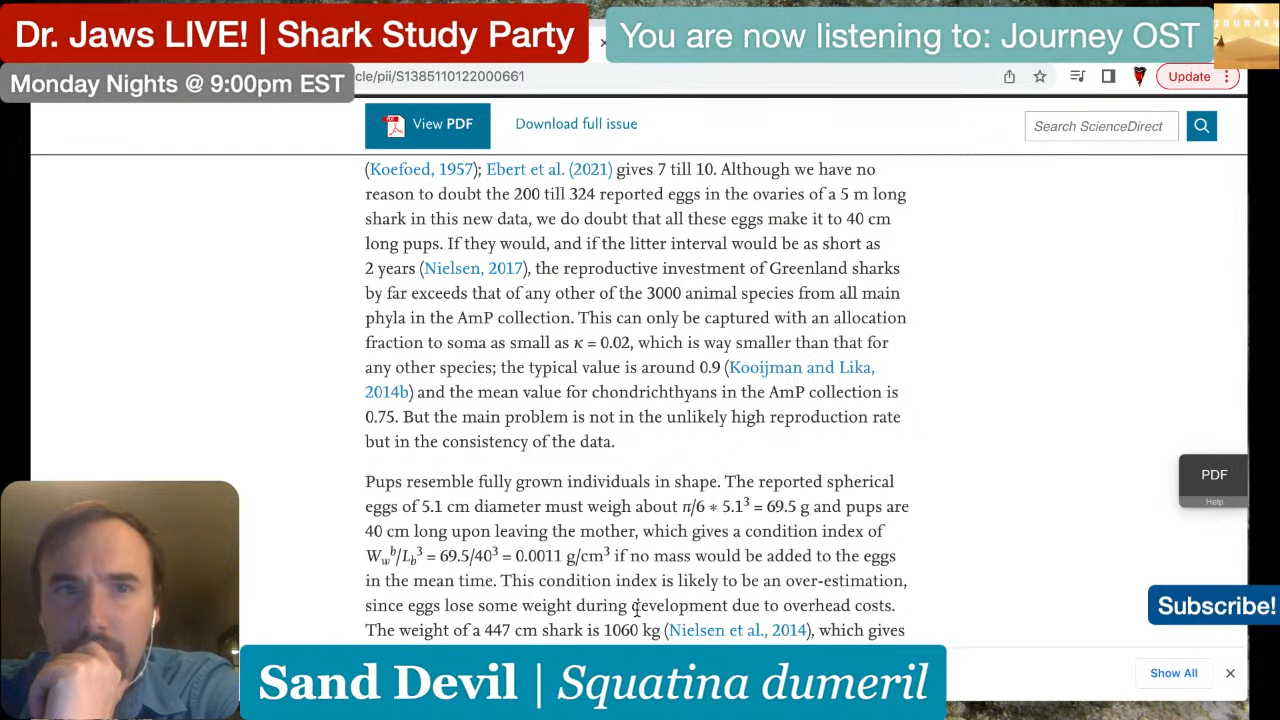 Dr. Jaws LIVE! | Shark Study Party
You are now listening to: Journey OST
JOURNEY
Monday Nights @ 9:00pm EST
cle/pii/S1385110122000661
Update
View PDF
Download full issue
Search ScienceDirect
(Koefoed, 1957); Ebert et al. (2021) gives 7 till 10. Although we have no
reason to doubt the 200 till 324 reported eggs in the ovaries of a 5 m long
shark in this new data, we do doubt that all these eggs make it to 40 cm
long pups. If they would, and if the litter interval would be as short as
2 years (Nielsen, 2017), the reproductive investment of Greenland sharks
by far exceeds that of any other of the 3000 animal species from all main
phyla in the AmP collection. This can only be captured with an allocation
fraction to soma as small as κ = 0.02, which is way smaller than that for
any other species; the typical value is around 0.9 (Kooijman and Lika,
2014b) and the mean value for chondrichthyans in the AmP collection is
0.75. But the main problem is not in the unlikely high reproduction rate
but in the consistency of the data.
PDF
Help
Pups resemble fully grown individuals in shape. The reported spherical
eggs of 5.1 cm diameter must weigh about π/6 ∗ 5.1³ = 69.5 g and pups are
40 cm long upon leaving the mother, which gives a condition index of
W_w^b/L_b³ = 69.5/40³ = 0.0011 g/cm³ if no mass would be added to the eggs
in the mean time. This condition index is likely to be an over-estimation,
since eggs lose some weight during development due to overhead costs.
The weight of a 447 cm shark is 1060 kg (Nielsen et al., 2014), which gives
Subscribe!
Show All
Sand Devil | Squatina dumeril